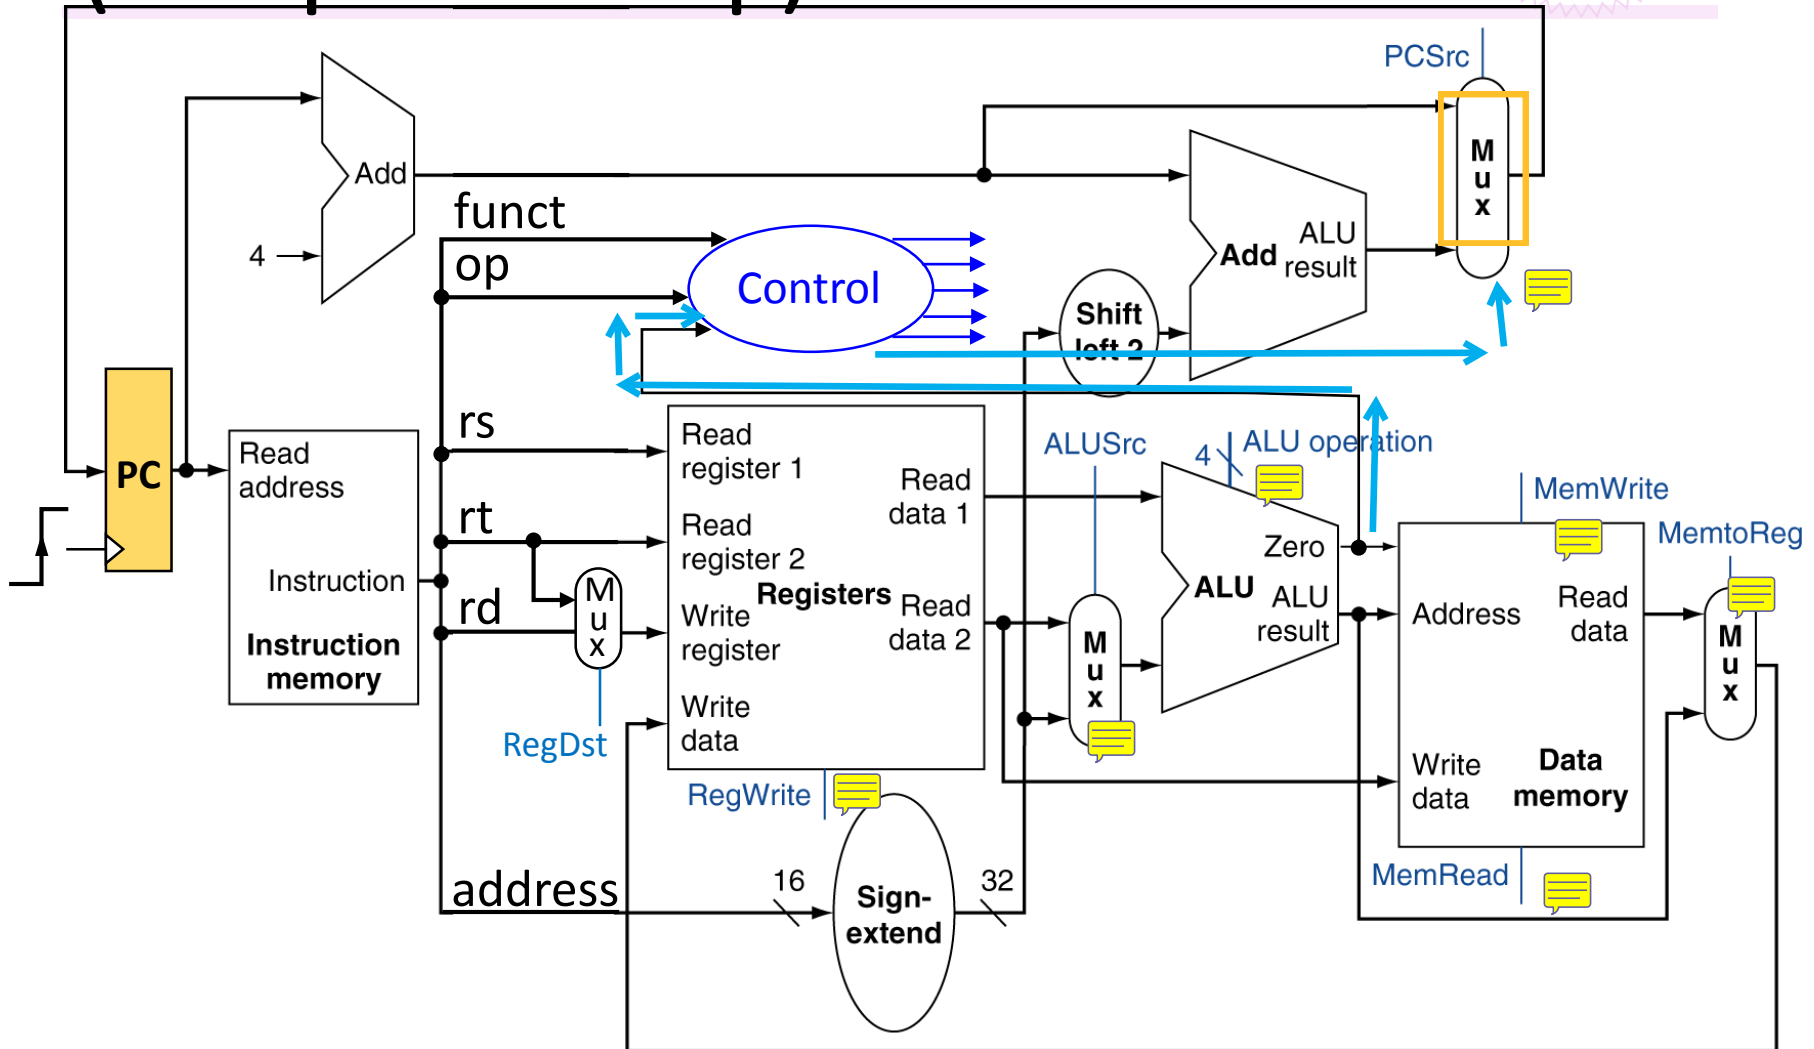 PCSrc
M
u
x
Add
4
funct
op
Control
Add
ALU
result
Shift
left 2
PC
Read
address
Instruction
Instruction
memory
rs
rt
rd
M
u
x
RegDst
Read
register 1
Read
register 2
Registers
Write
register
Write
data
Read
data 1
Read
data 2
RegWrite
address
16
Sign-
extend
32
ALUSrc
M
u
x
4
ALU operation
Zero
ALU
ALU
result
MemWrite
Address
Read
data
Write
data
Data
memory
MemRead
MemtoReg
M
u
x